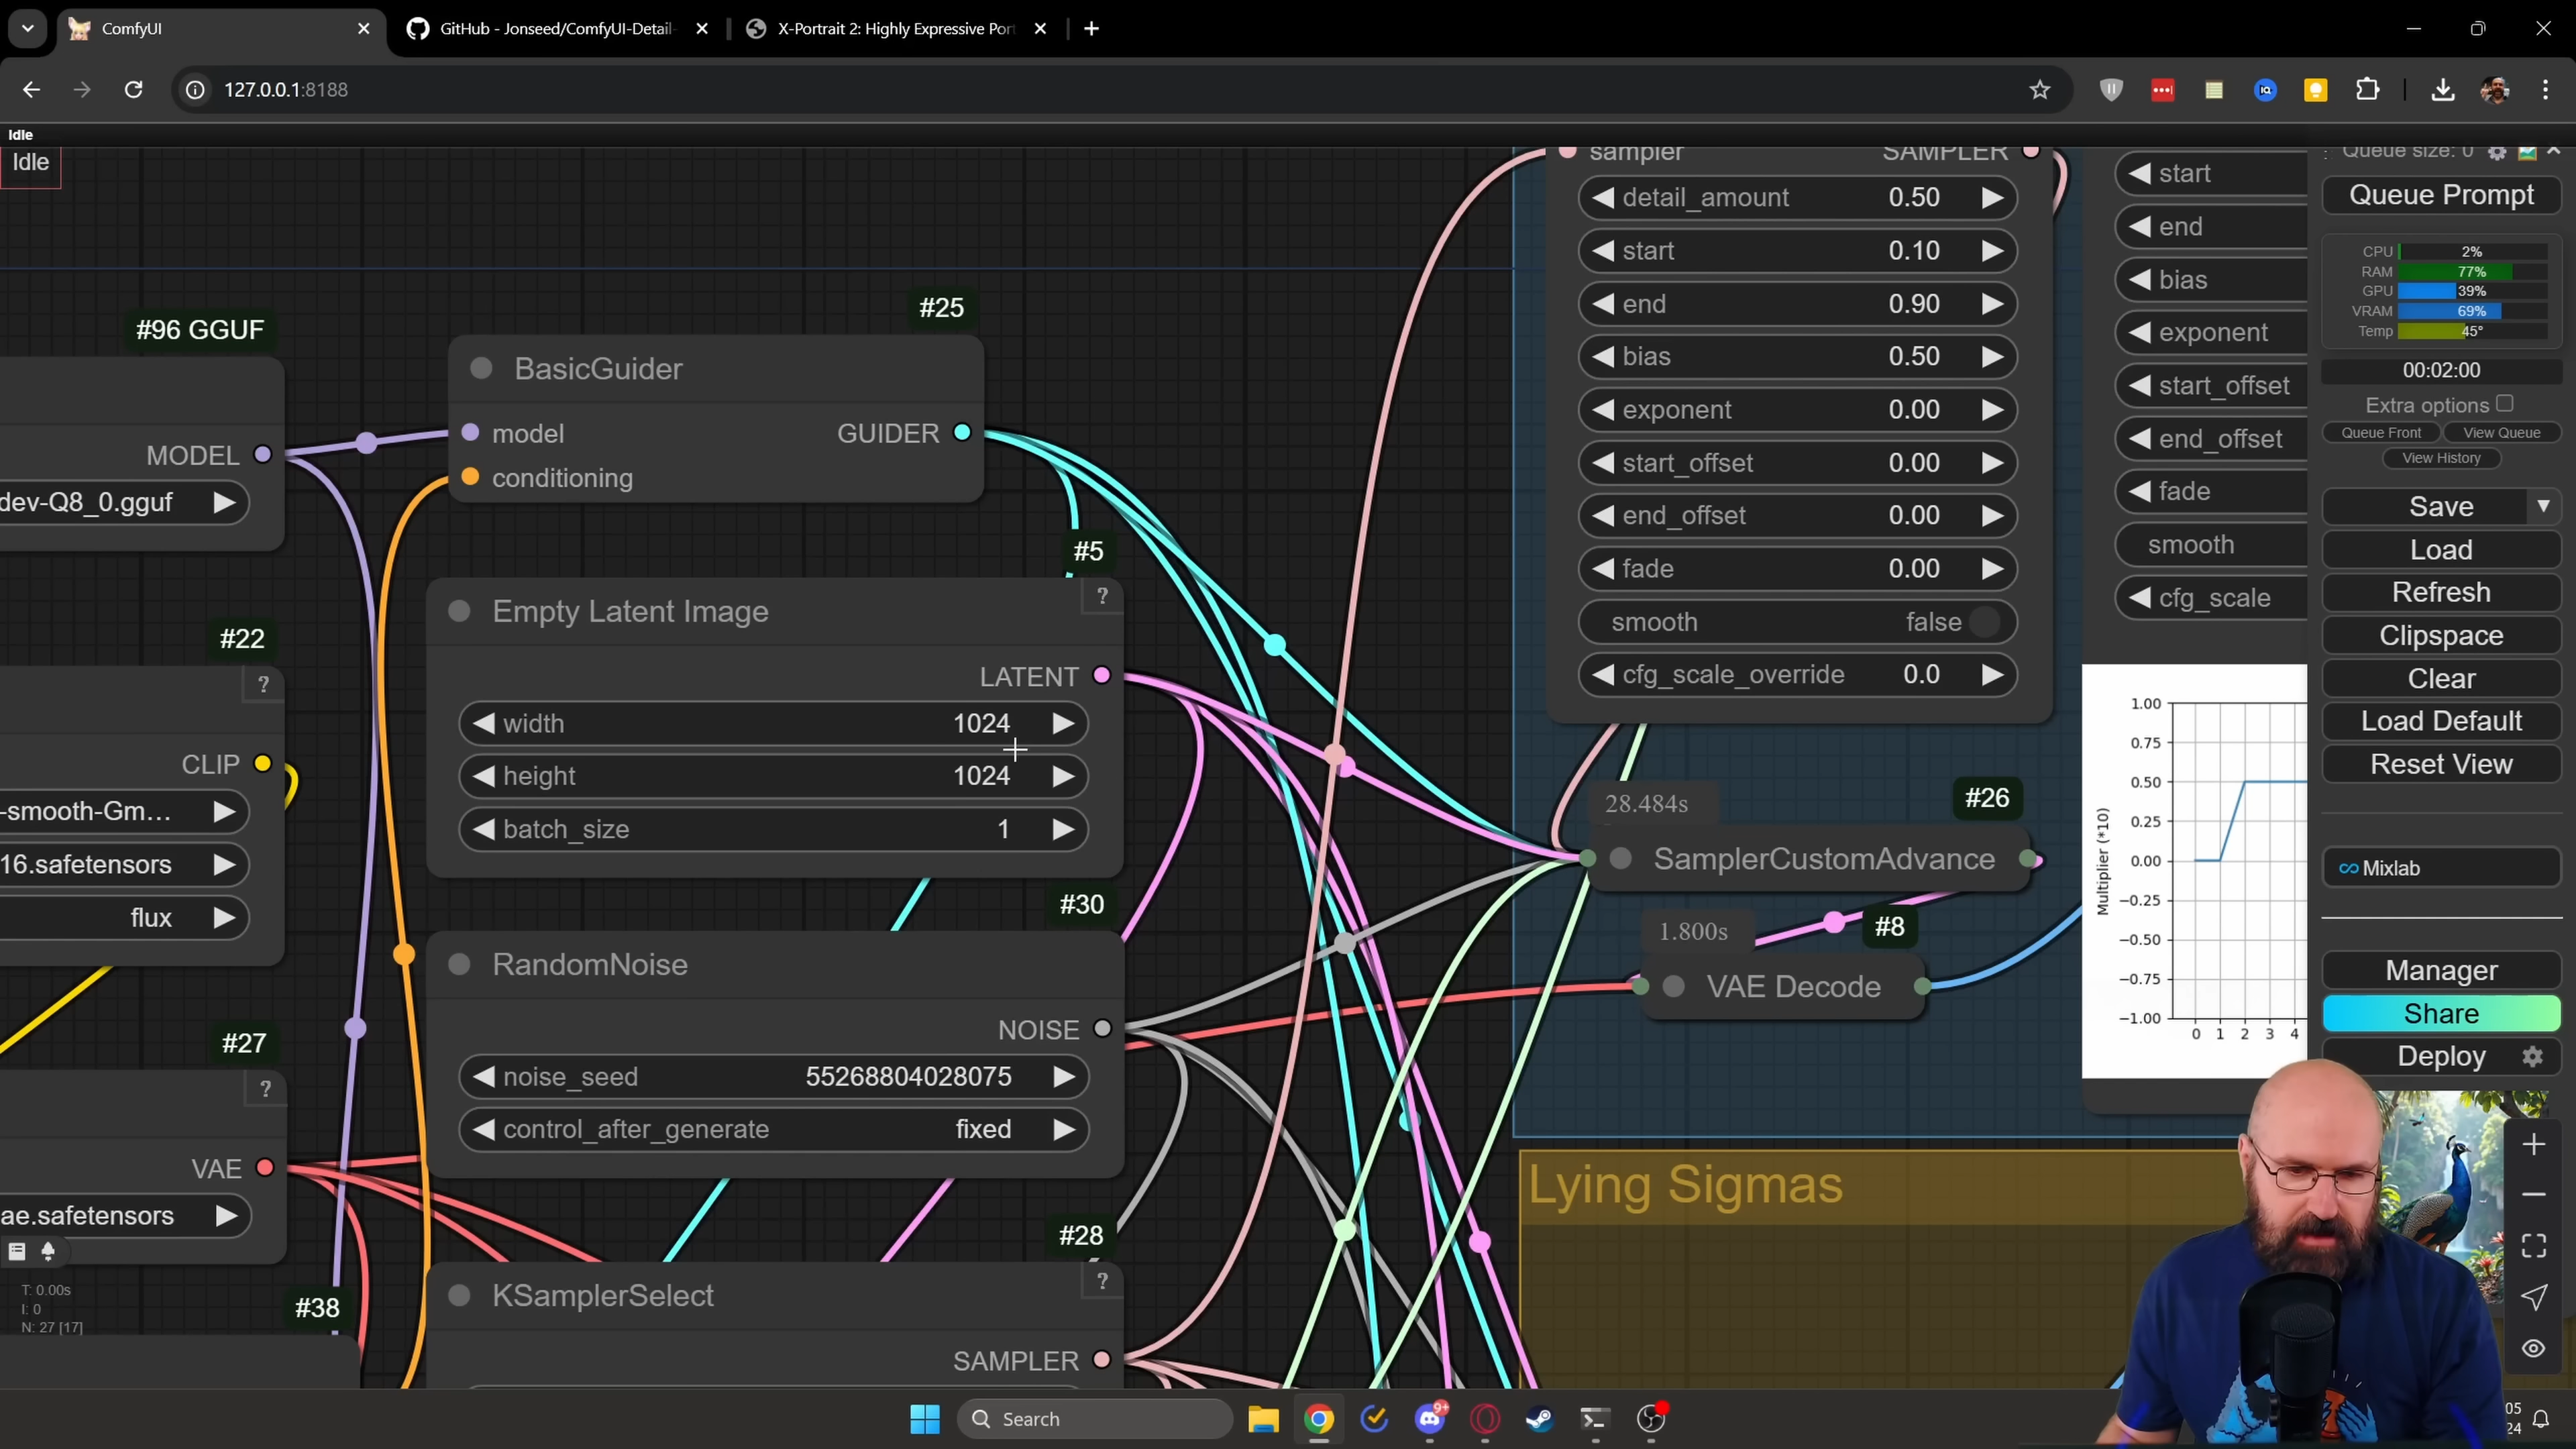 ComfyUI
GitHub - Jonseed/ComfyUI-Detail-
X-Portrait 2: Highly Expressive Por
127.0.0.1:8188
Idle
Idle
#96 GGUF
MODEL
dev-Q8_0.gguf
#22
?
CLIP
-smooth-Gm...
16.safetensors
flux
#27
?
VAE
ae.safetensors
T: 0.00s
I: 0
N: 27 [17]
#38
#25
BasicGuider
model
GUIDER
conditioning
#5
?
Empty Latent Image
LATENT
width 1024
height 1024
batch_size 1
#30
RandomNoise
NOISE
noise_seed 55268804028075
control_after_generate fixed
#28
?
KSamplerSelect
SAMPLER
sampler SAMPLER
detail_amount 0.50
start 0.10
end 0.90
bias 0.50
exponent 0.00
start_offset 0.00
end_offset 0.00
fade 0.00
smooth false
cfg_scale_override 0.0
28.484s
#26
SamplerCustomAdvance
1.800s
#8
VAE Decode
Lying Sigmas
start
end
bias
exponent
start_offset
end_offset
fade
smooth
cfg_scale
Multiplier (*10)
1.00
0.75
0.50
0.25
0.00
−0.25
−0.50
−0.75
−1.00
0 1 2 3 4
Queue size: 0
Queue Prompt
CPU 2%
RAM 77%
GPU 39%
VRAM 69%
Temp 45°
00:02:00
Extra options
Queue Front View Queue
View History
Save
Load
Refresh
Clipspace
Clear
Load Default
Reset View
Mixlab
Manager
Share
Deploy
Search
9+
05
24